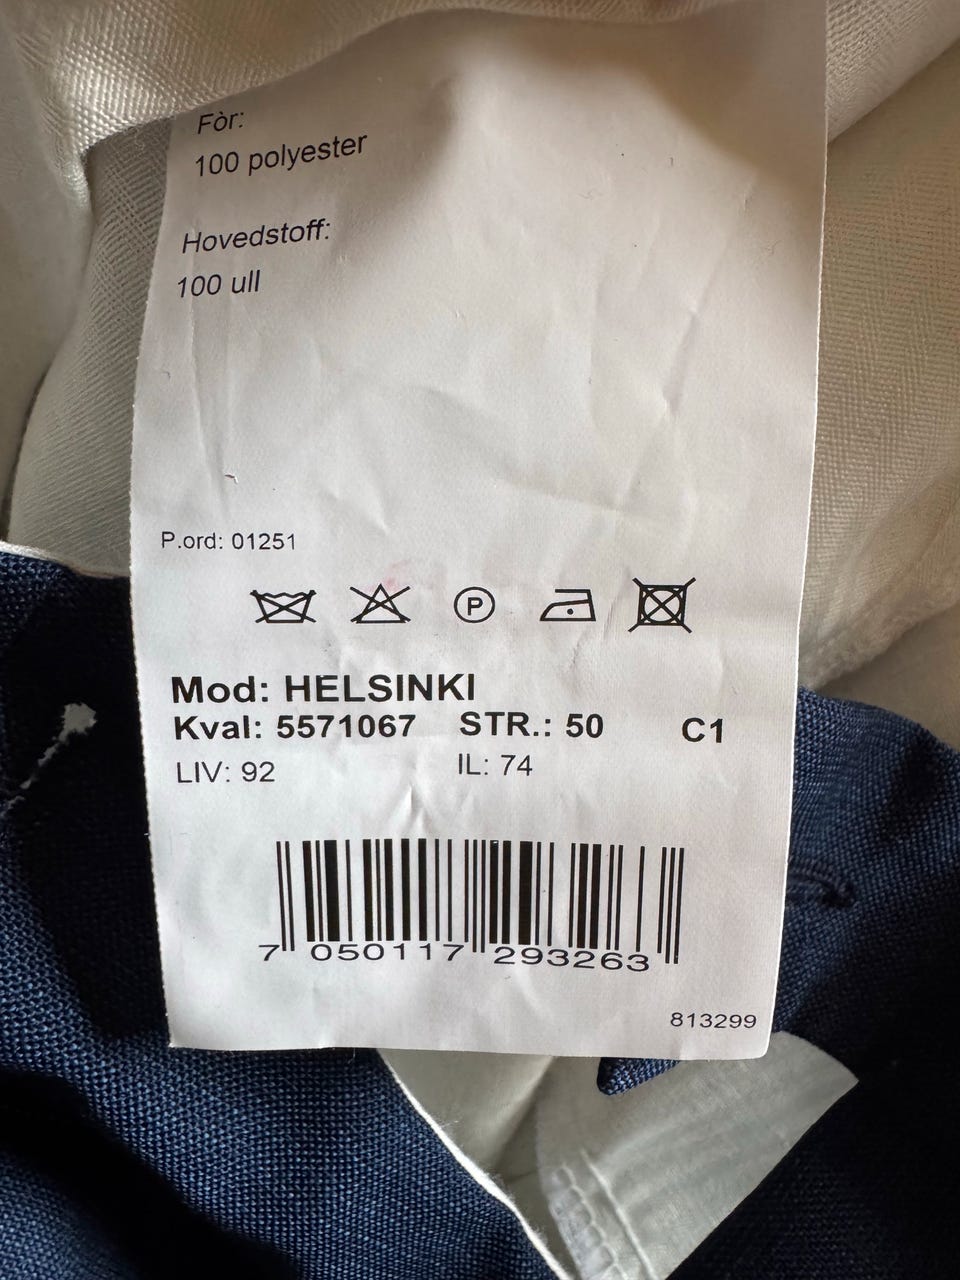 Fòr:
100 polyester
Hovedstoff:
100 ull
P.ord: 01251
P
Mod: HELSINKI
Kval: 5571067 STR.: 50 C1
LIV: 92 IL: 74
7 050117 293263
813299